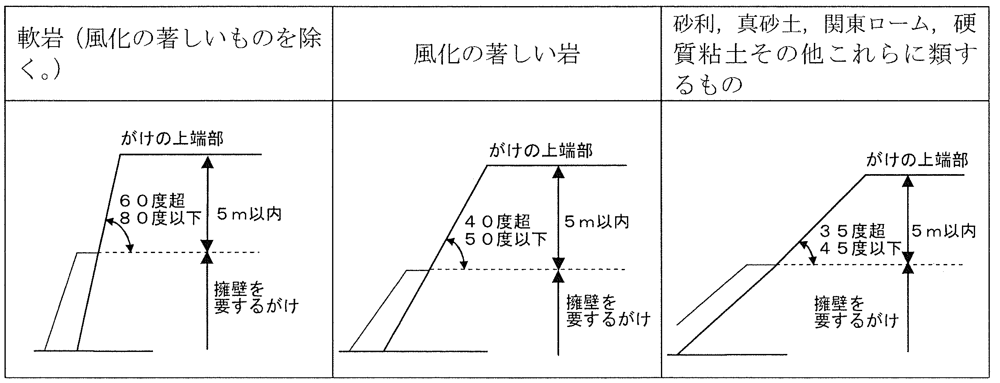 軟岩（風化の著しいものを除
く。）
風化の著しい岩
砂利，真砂土，関東ローム，硬
質粘土その他これらに類す
るもの
がけの上端部
６０度超
８０度以下
５ｍ以内
擁壁を
要するがけ
がけの上端部
４０度超
５０度以下
５ｍ以内
擁壁を
要するがけ
がけの上端部
３５度超
４５度以下
５ｍ以内
擁壁を
要するがけ